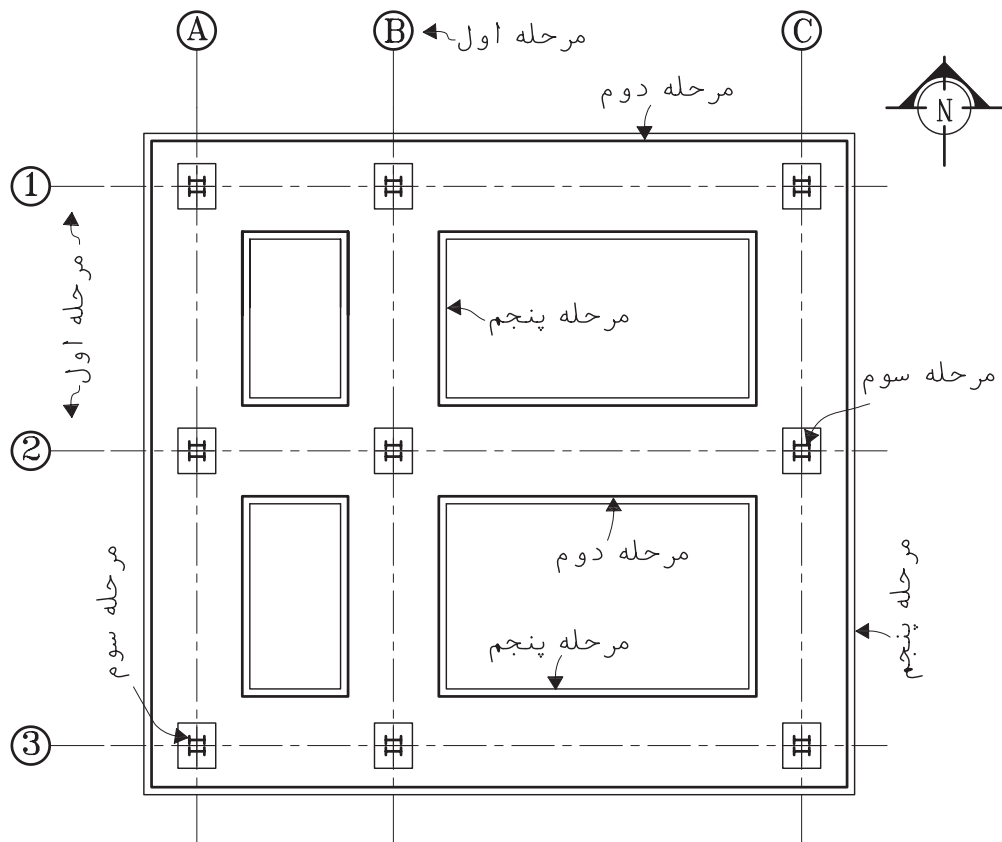 A
B
C
مرحله اول
مرحله دوم
N
1
مرحله اول
مرحله پنجم
مرحله سوم
2
مرحله دوم
مرحله سوم
مرحله پنجم
مرحله پنجم
3